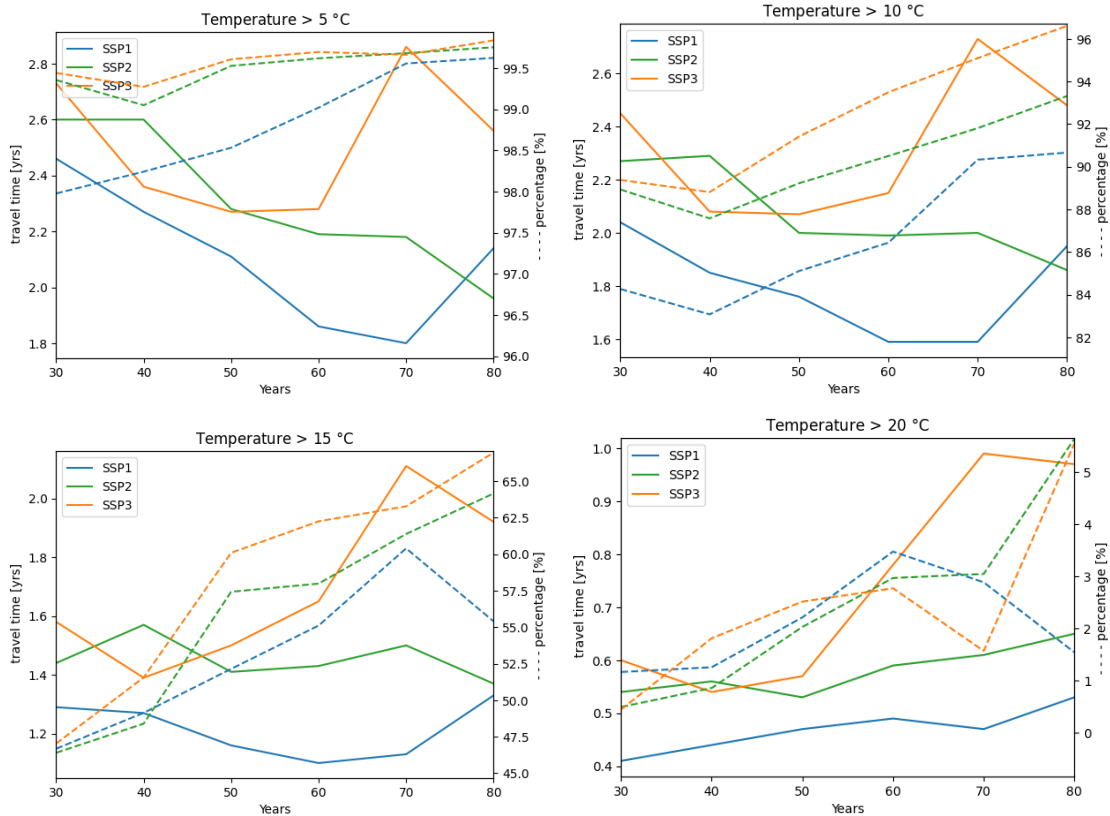 Temperature > 5 °C
SSP1
SSP2
SSP3
travel time [yrs]
2.8
2.6
2.4
2.2
2.0
1.8
99.5
99.0
98.5
98.0
97.5
97.0
96.5
96.0
---- percentage [%]
30 40 50 60 70 80
Years
Temperature > 10 °C
SSP1
SSP2
SSP3
travel time [yrs]
2.6
2.4
2.2
2.0
1.8
1.6
96
94
92
90
88
86
84
82
---- percentage [%]
30 40 50 60 70 80
Years
Temperature > 15 °C
SSP1
SSP2
SSP3
travel time [yrs]
2.0
1.8
1.6
1.4
1.2
65.0
62.5
60.0
57.5
55.0
52.5
50.0
47.5
45.0
---- percentage [%]
30 40 50 60 70 80
Years
Temperature > 20 °C
SSP1
SSP2
SSP3
travel time [yrs]
1.0
0.9
0.8
0.7
0.6
0.5
0.4
5
4
3
2
1
0
---- percentage [%]
30 40 50 60 70 80
Years